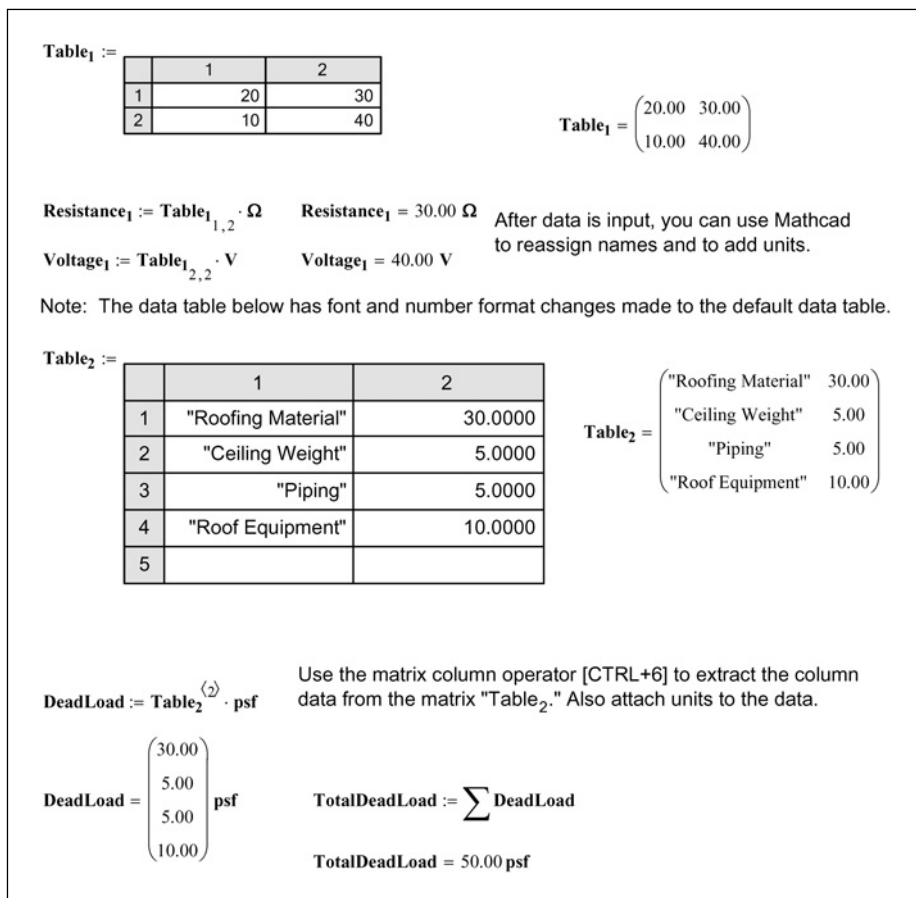 Table1 :=
1 2
1 20 30
2 10 40
Table1 = (20.00 30.00
10.00 40.00)
Resistance1 := Table1 1,2 · Ω Resistance1 = 30.00 Ω
Voltage1 := Table1 2,2 · V Voltage1 = 40.00 V
After data is input, you can use Mathcad
to reassign names and to add units.
Note: The data table below has font and number format changes made to the default data table.
Table2 :=
1 2
1 "Roofing Material" 30.0000
2 "Ceiling Weight" 5.0000
3 "Piping" 5.0000
4 "Roof Equipment" 10.0000
5
Table2 =
("Roofing Material" 30.00
"Ceiling Weight" 5.00
"Piping" 5.00
"Roof Equipment" 10.00)
DeadLoad := Table2⟨2⟩ · psf
Use the matrix column operator [CTRL+6] to extract the column
data from the matrix "Table2." Also attach units to the data.
DeadLoad =
(30.00
5.00
5.00
10.00) psf
TotalDeadLoad := ∑ DeadLoad
TotalDeadLoad = 50.00 psf